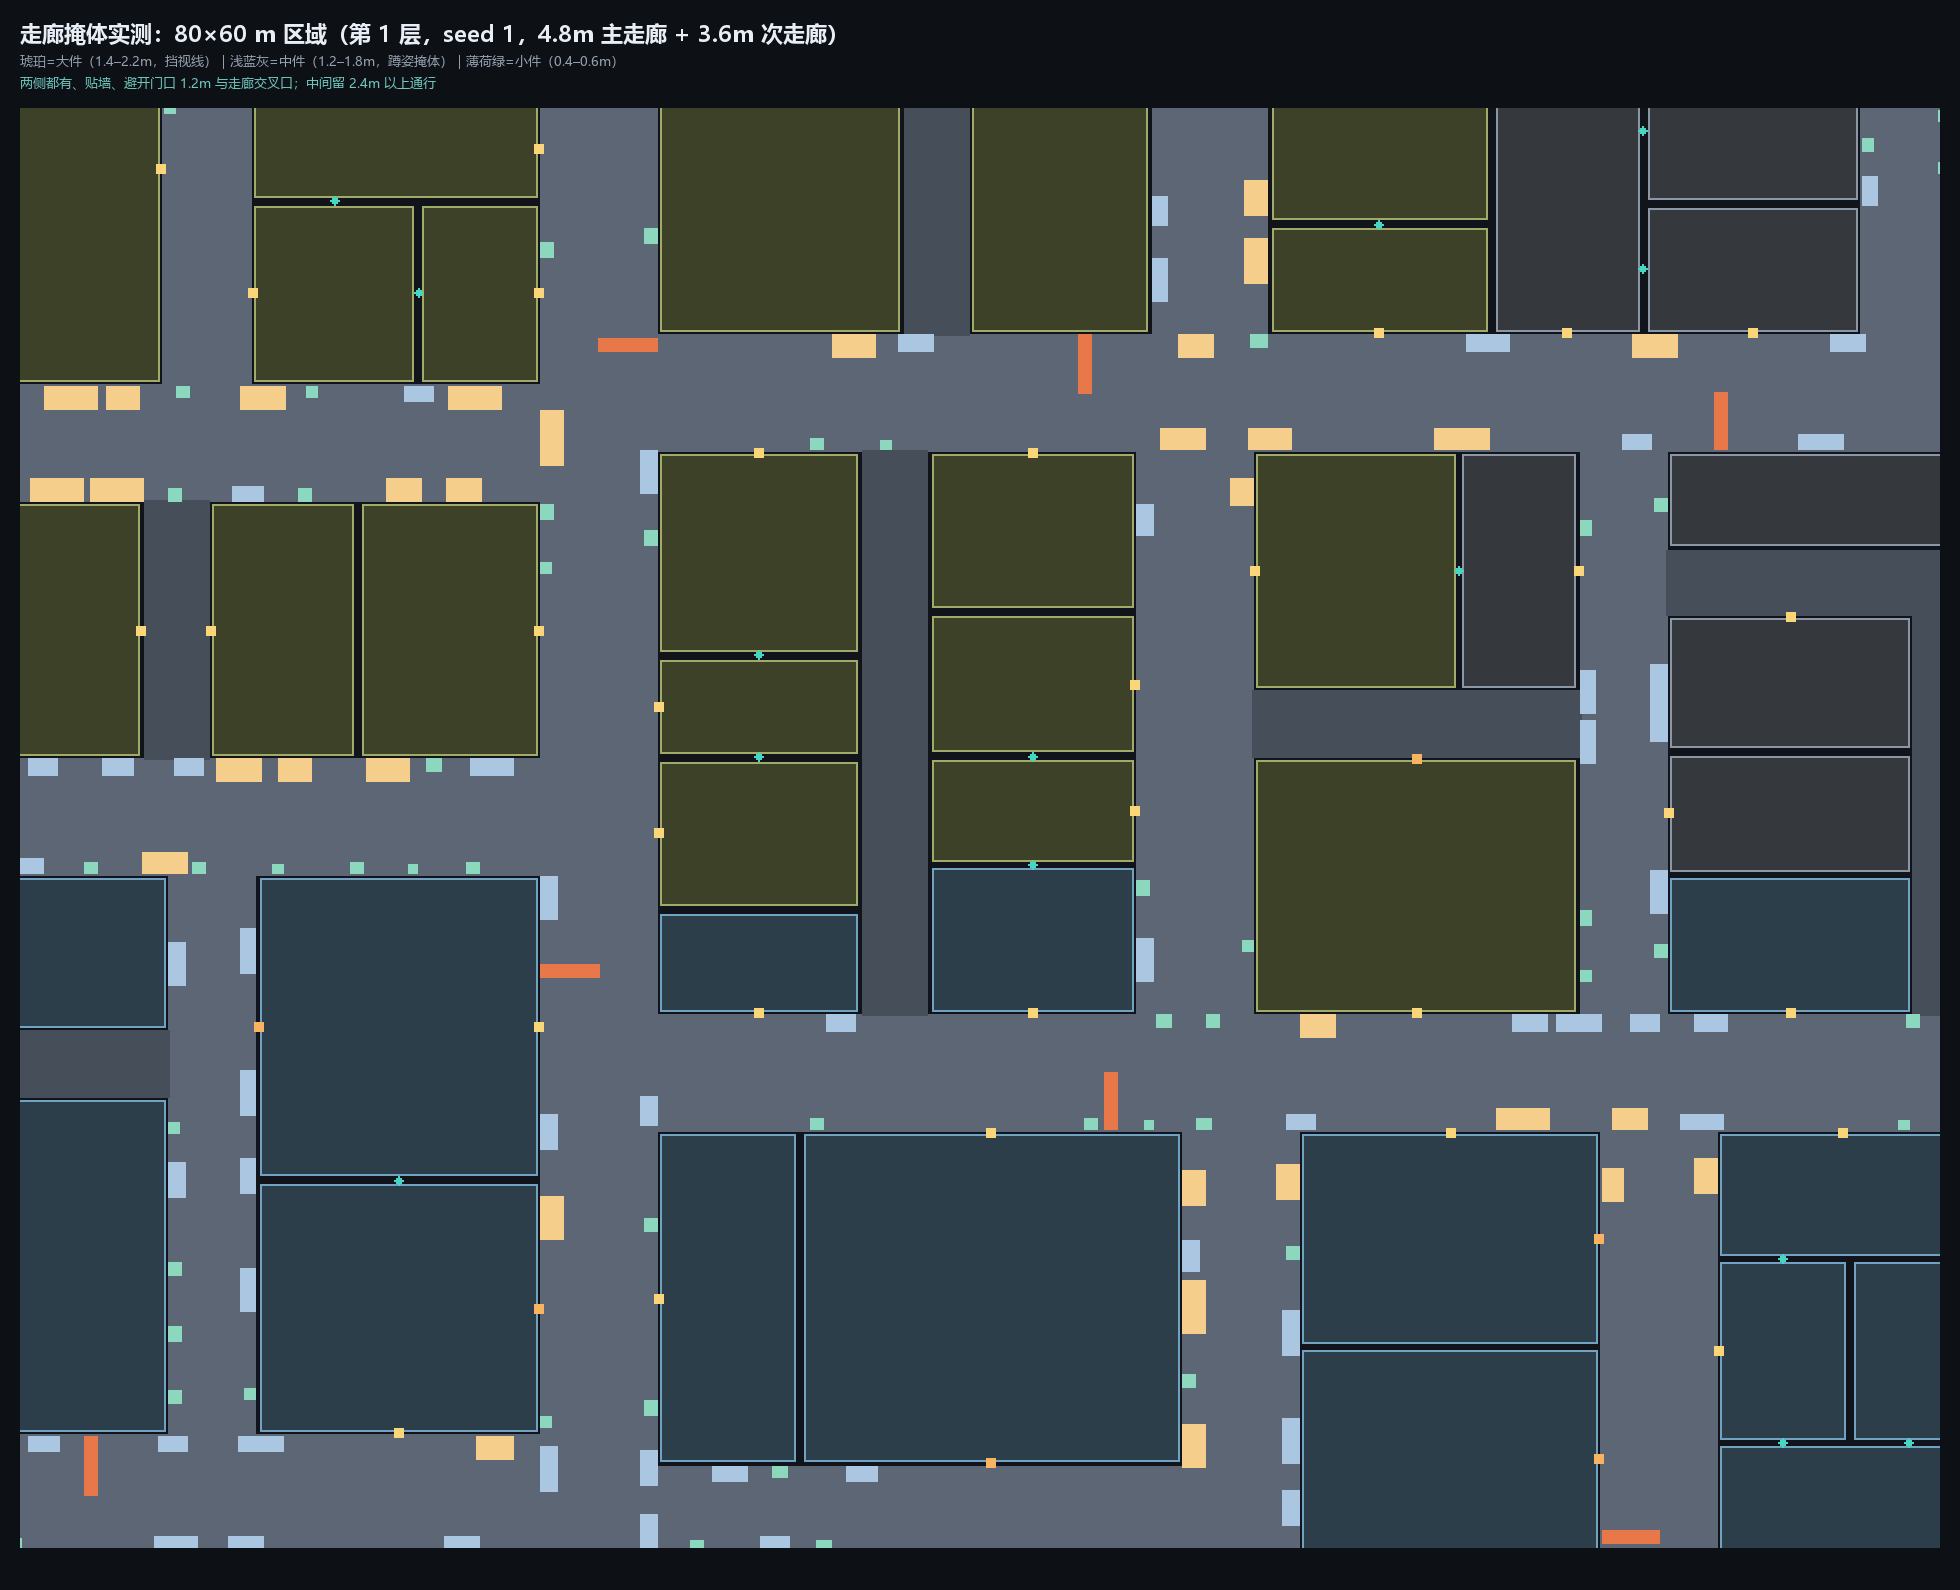 走廊掩体实测：80×60 m 区域（第 1 层，seed 1，4.8m 主走廊 + 3.6m 次走廊）
琥珀=大件（1.4–2.2m，挡视线）｜浅蓝灰=中件（1.2–1.8m，蹲姿掩体）｜薄荷绿=小件（0.4–0.6m）
两侧都有、贴墙、避开门口 1.2m 与走廊交叉口；中间留 2.4m 以上通行